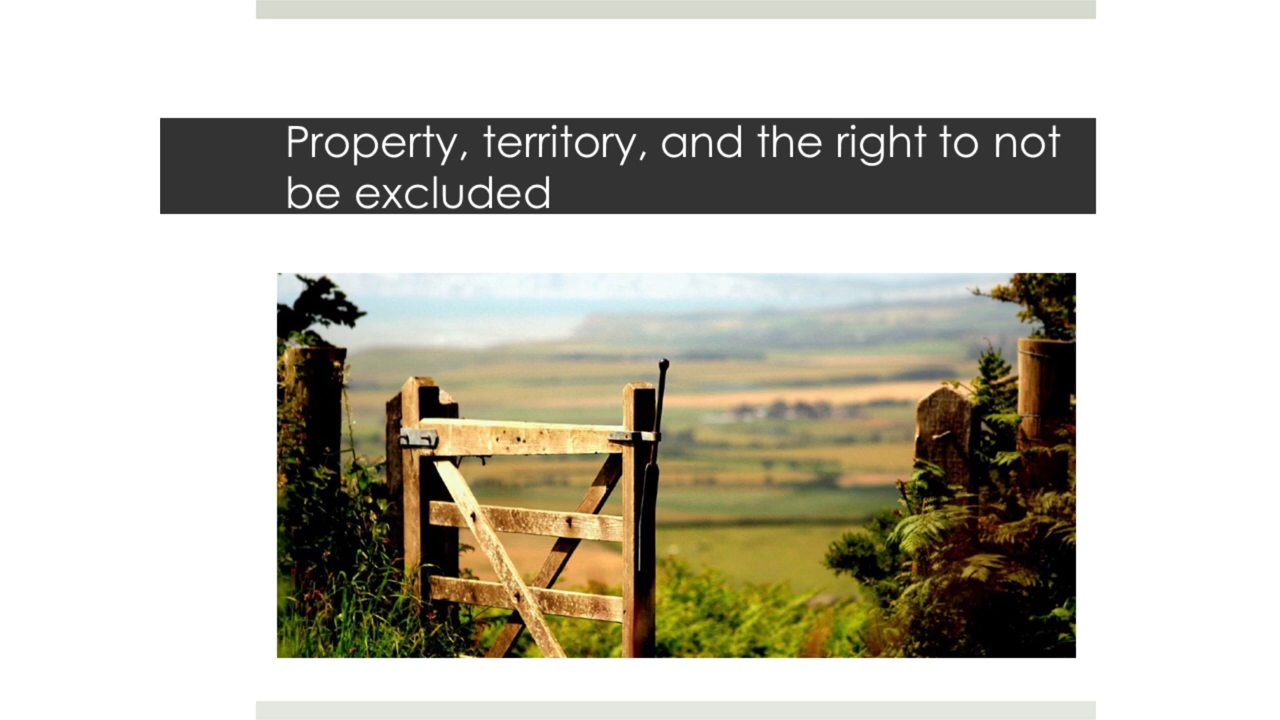 Property, territory, and the right to not
be excluded